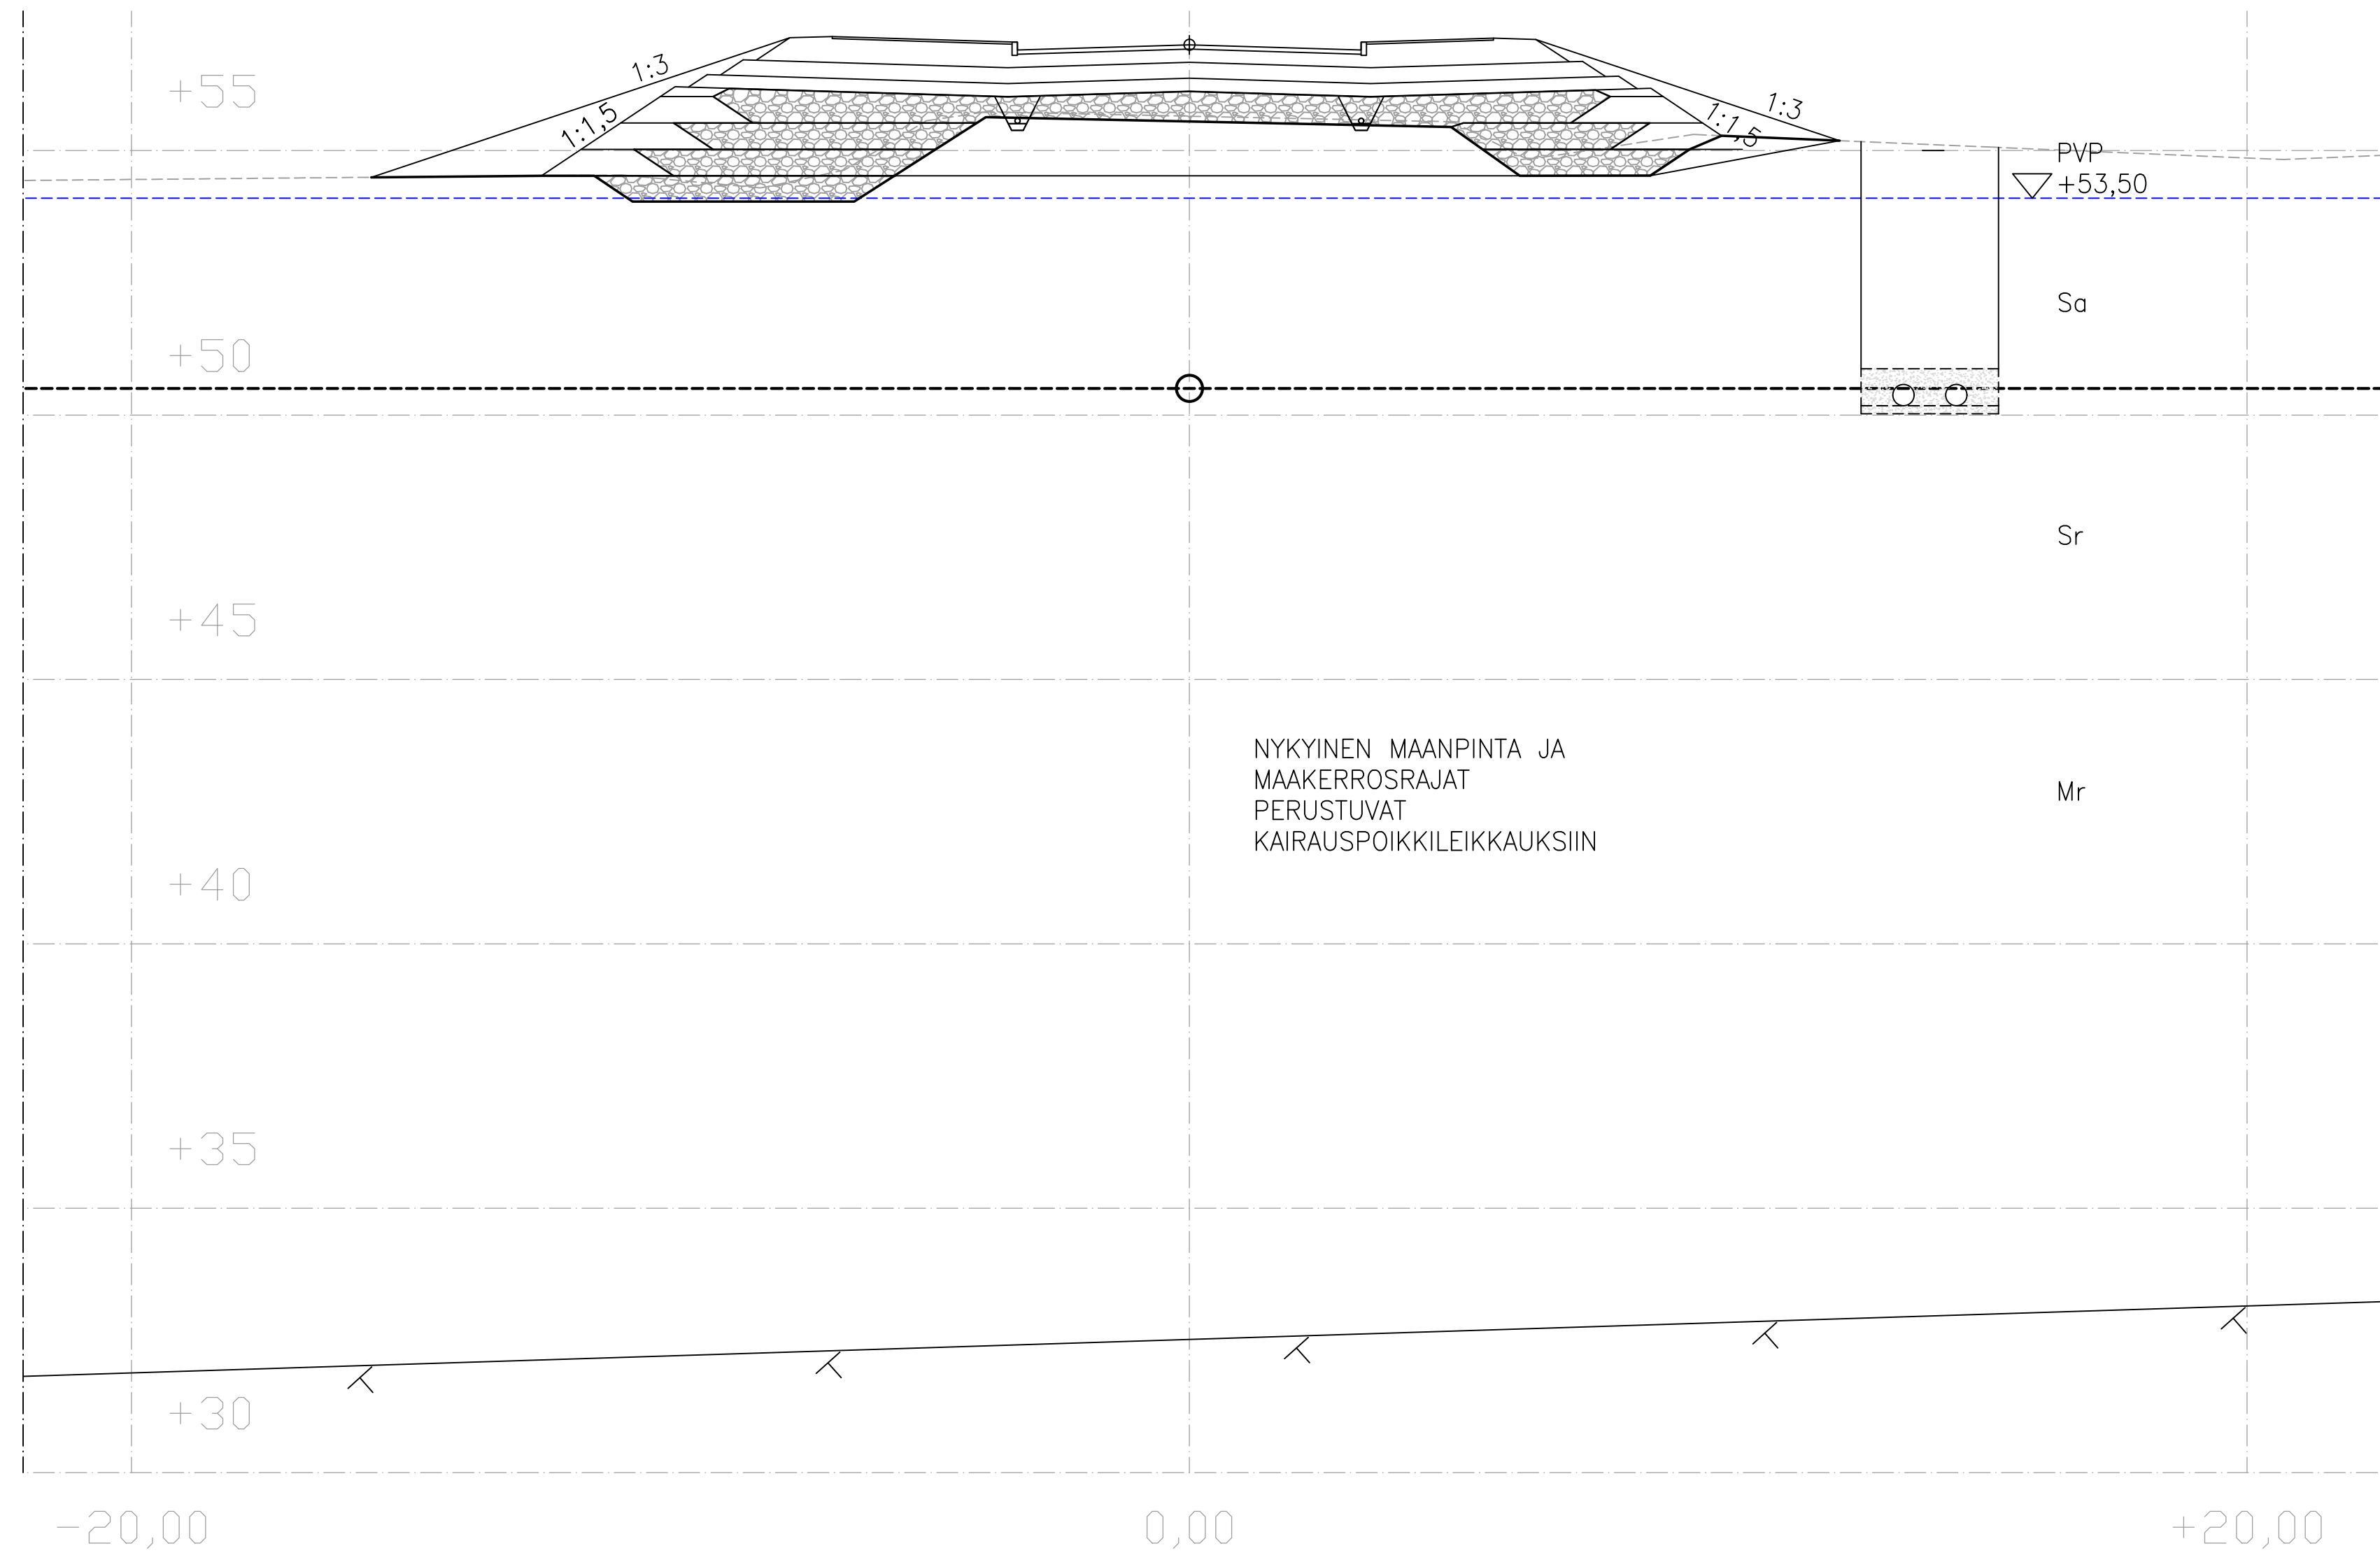 1:3
1:1,5
1:1,5
1:3
+55
PVP
+53,50
Sa
+50
Sr
+45
NYKYINEN MAANPINTA JA
MAAKERROSRAJAT
PERUSTUVAT
KAIRAUSPOIKKILEIKKAUKSIIN
Mr
+40
+35
+30
-20,00
0,00
+20,00